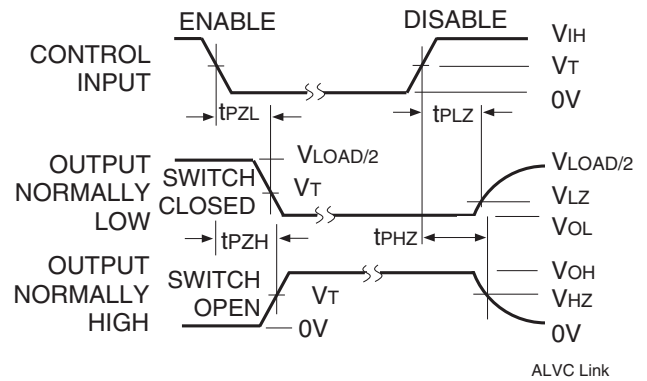 ENABLE DISABLE
CONTROL INPUT
VIH
VT
0V
tPZL
tPLZ
OUTPUT NORMALLY LOW
SWITCH CLOSED
VLOAD/2
VT
VLOAD/2
VLZ
VOL
tPZH
tPHZ
OUTPUT NORMALLY HIGH
SWITCH OPEN
VT
0V
VOH
VHZ
0V
ALVC Link